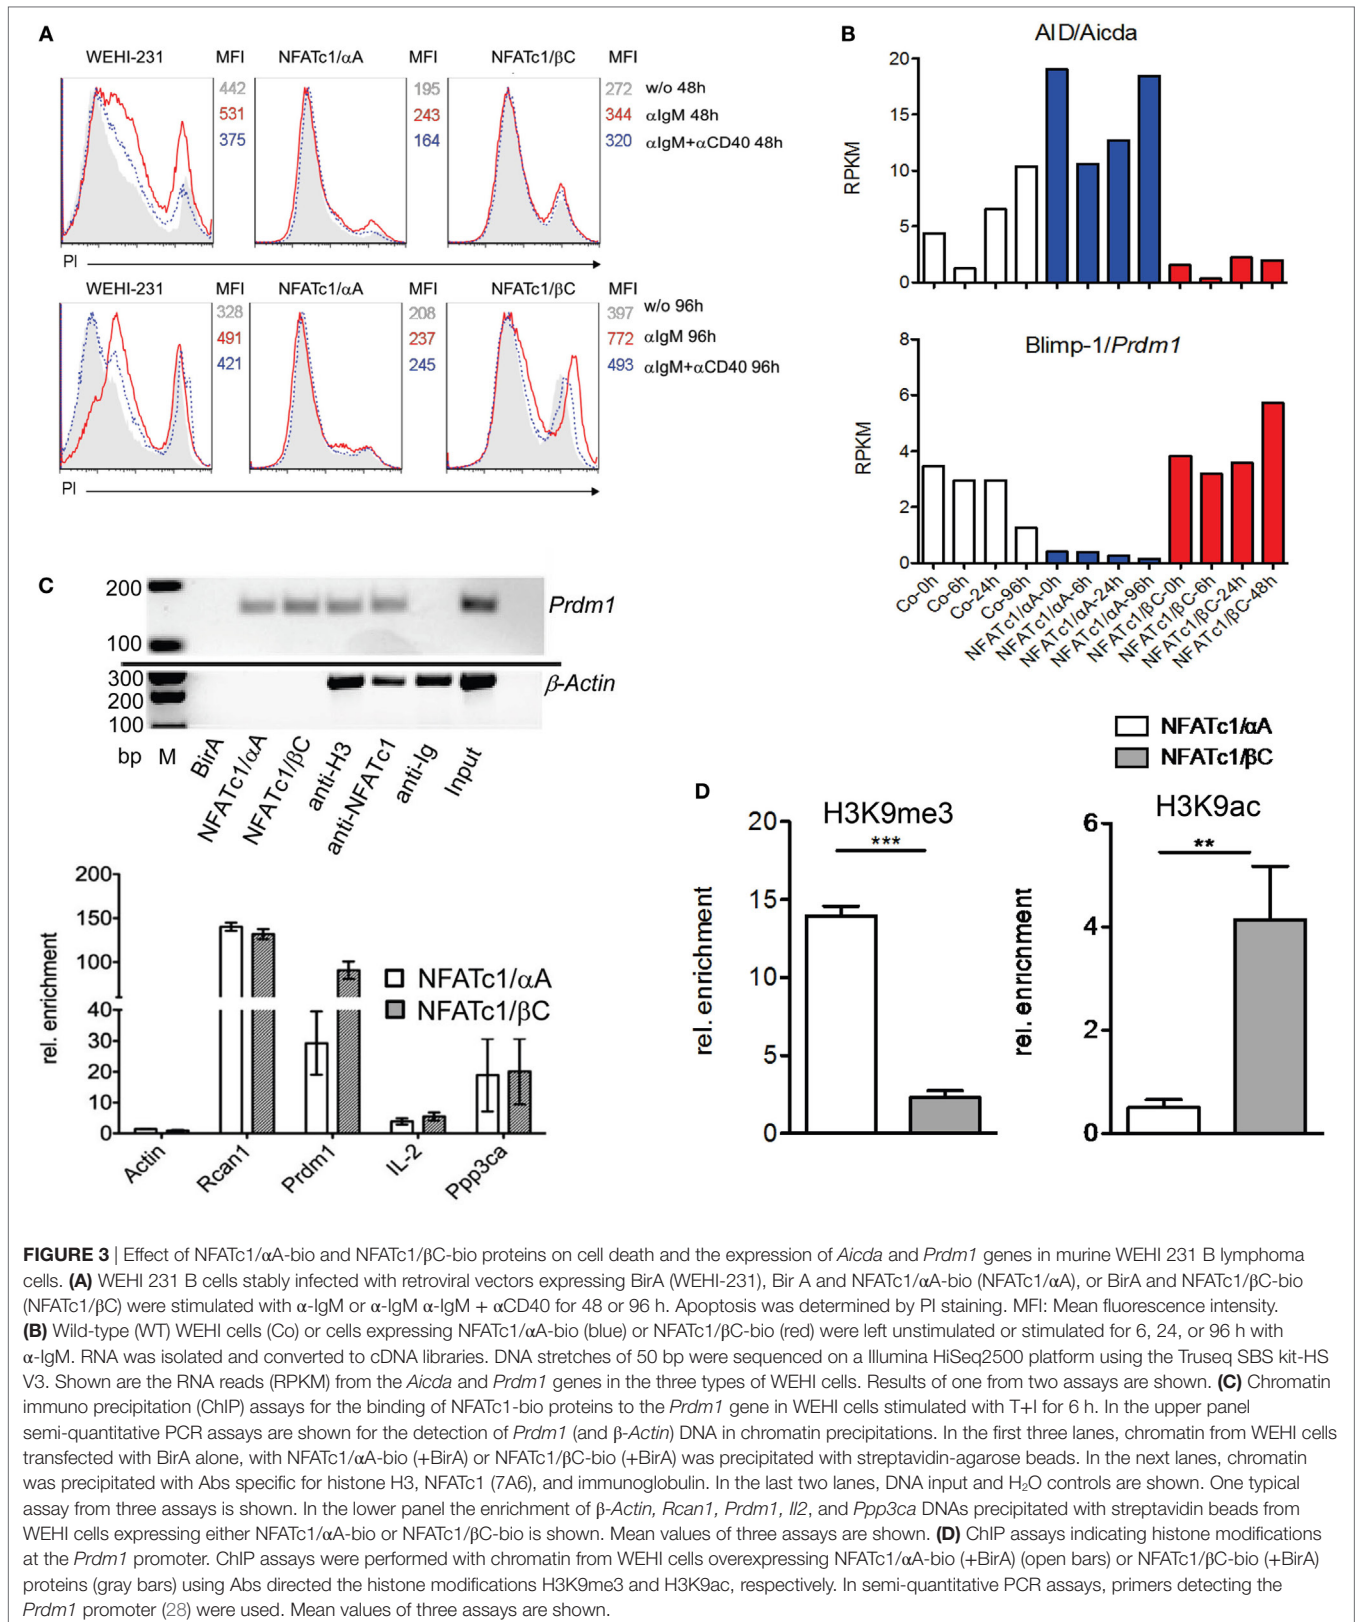 A
WEHI-231 MFI NFATc1/αA MFI NFATc1/βC MFI
442 195 272 w/o 48h
531 243 344 αIgM 48h
375 164 320 αIgM+αCD40 48h
PI
WEHI-231 MFI NFATc1/αA MFI NFATc1/βC MFI
328 208 397 w/o 96h
491 237 772 αIgM 96h
421 245 493 αIgM+αCD40 96h
PI
B
AID/Aicda
RPKM
20
15
10
5
0
Blimp-1/Prdm1
RPKM
8
6
4
2
0
Co-0h
Co-6h
Co-24h
Co-96h
NFATc1/αA-0h
NFATc1/αA-6h
NFATc1/αA-24h
NFATc1/αA-96h
NFATc1/βC-0h
NFATc1/βC-6h
NFATc1/βC-24h
NFATc1/βC-48h
C
200
100
Prdm1
300
200
100
β-Actin
bp M BirA NFATc1/αA NFATc1/βC anti-H3 anti-NFATc1 anti-Ig Input
rel. enrichment
200
150
100
40
30
20
10
0
NFATc1/αA
NFATc1/βC
Actin Rcan1 Prdm1 IL-2 Ppp3ca
NFATc1/αA
NFATc1/βC
D
H3K9me3
***
rel. enrichment
20
15
10
5
0
H3K9ac
**
rel. enrichment
6
4
2
0
FIGURE 3 | Effect of NFATc1/αA-bio and NFATc1/βC-bio proteins on cell death and the expression of Aicda and Prdm1 genes in murine WEHI 231 B lymphoma
cells. (A) WEHI 231 B cells stably infected with retroviral vectors expressing BirA (WEHI-231), Bir A and NFATc1/αA-bio (NFATc1/αA), or BirA and NFATc1/βC-bio
(NFATc1/βC) were stimulated with α-IgM or α-IgM α-IgM + αCD40 for 48 or 96 h. Apoptosis was determined by PI staining. MFI: Mean fluorescence intensity.
(B) Wild-type (WT) WEHI cells (Co) or cells expressing NFATc1/αA-bio (blue) or NFATc1/βC-bio (red) were left unstimulated or stimulated for 6, 24, or 96 h with
α-IgM. RNA was isolated and converted to cDNA libraries. DNA stretches of 50 bp were sequenced on a Illumina HiSeq2500 platform using the Truseq SBS kit-HS
V3. Shown are the RNA reads (RPKM) from the Aicda and Prdm1 genes in the three types of WEHI cells. Results of one from two assays are shown. (C) Chromatin
immuno precipitation (ChIP) assays for the binding of NFATc1-bio proteins to the Prdm1 gene in WEHI cells stimulated with T+I for 6 h. In the upper panel
semi-quantitative PCR assays are shown for the detection of Prdm1 (and β-Actin) DNA in chromatin precipitations. In the first three lanes, chromatin from WEHI cells
transfected with BirA alone, with NFATc1/αA-bio (+BirA) or NFATc1/βC-bio (+BirA) was precipitated with streptavidin-agarose beads. In the next lanes, chromatin
was precipitated with Abs specific for histone H3, NFATc1 (7A6), and immunoglobulin. In the last two lanes, DNA input and H₂O controls are shown. One typical
assay from three assays is shown. In the lower panel the enrichment of β-Actin, Rcan1, Prdm1, Il2, and Ppp3ca DNAs precipitated with streptavidin beads from
WEHI cells expressing either NFATc1/αA-bio or NFATc1/βC-bio is shown. Mean values of three assays are shown. (D) ChIP assays indicating histone modifications
at the Prdm1 promoter. ChIP assays were performed with chromatin from WEHI cells overexpressing NFATc1/αA-bio (+BirA) (open bars) or NFATc1/βC-bio (+BirA)
proteins (gray bars) using Abs directed the histone modifications H3K9me3 and H3K9ac, respectively. In semi-quantitative PCR assays, primers detecting the
Prdm1 promoter (28) were used. Mean values of three assays are shown.